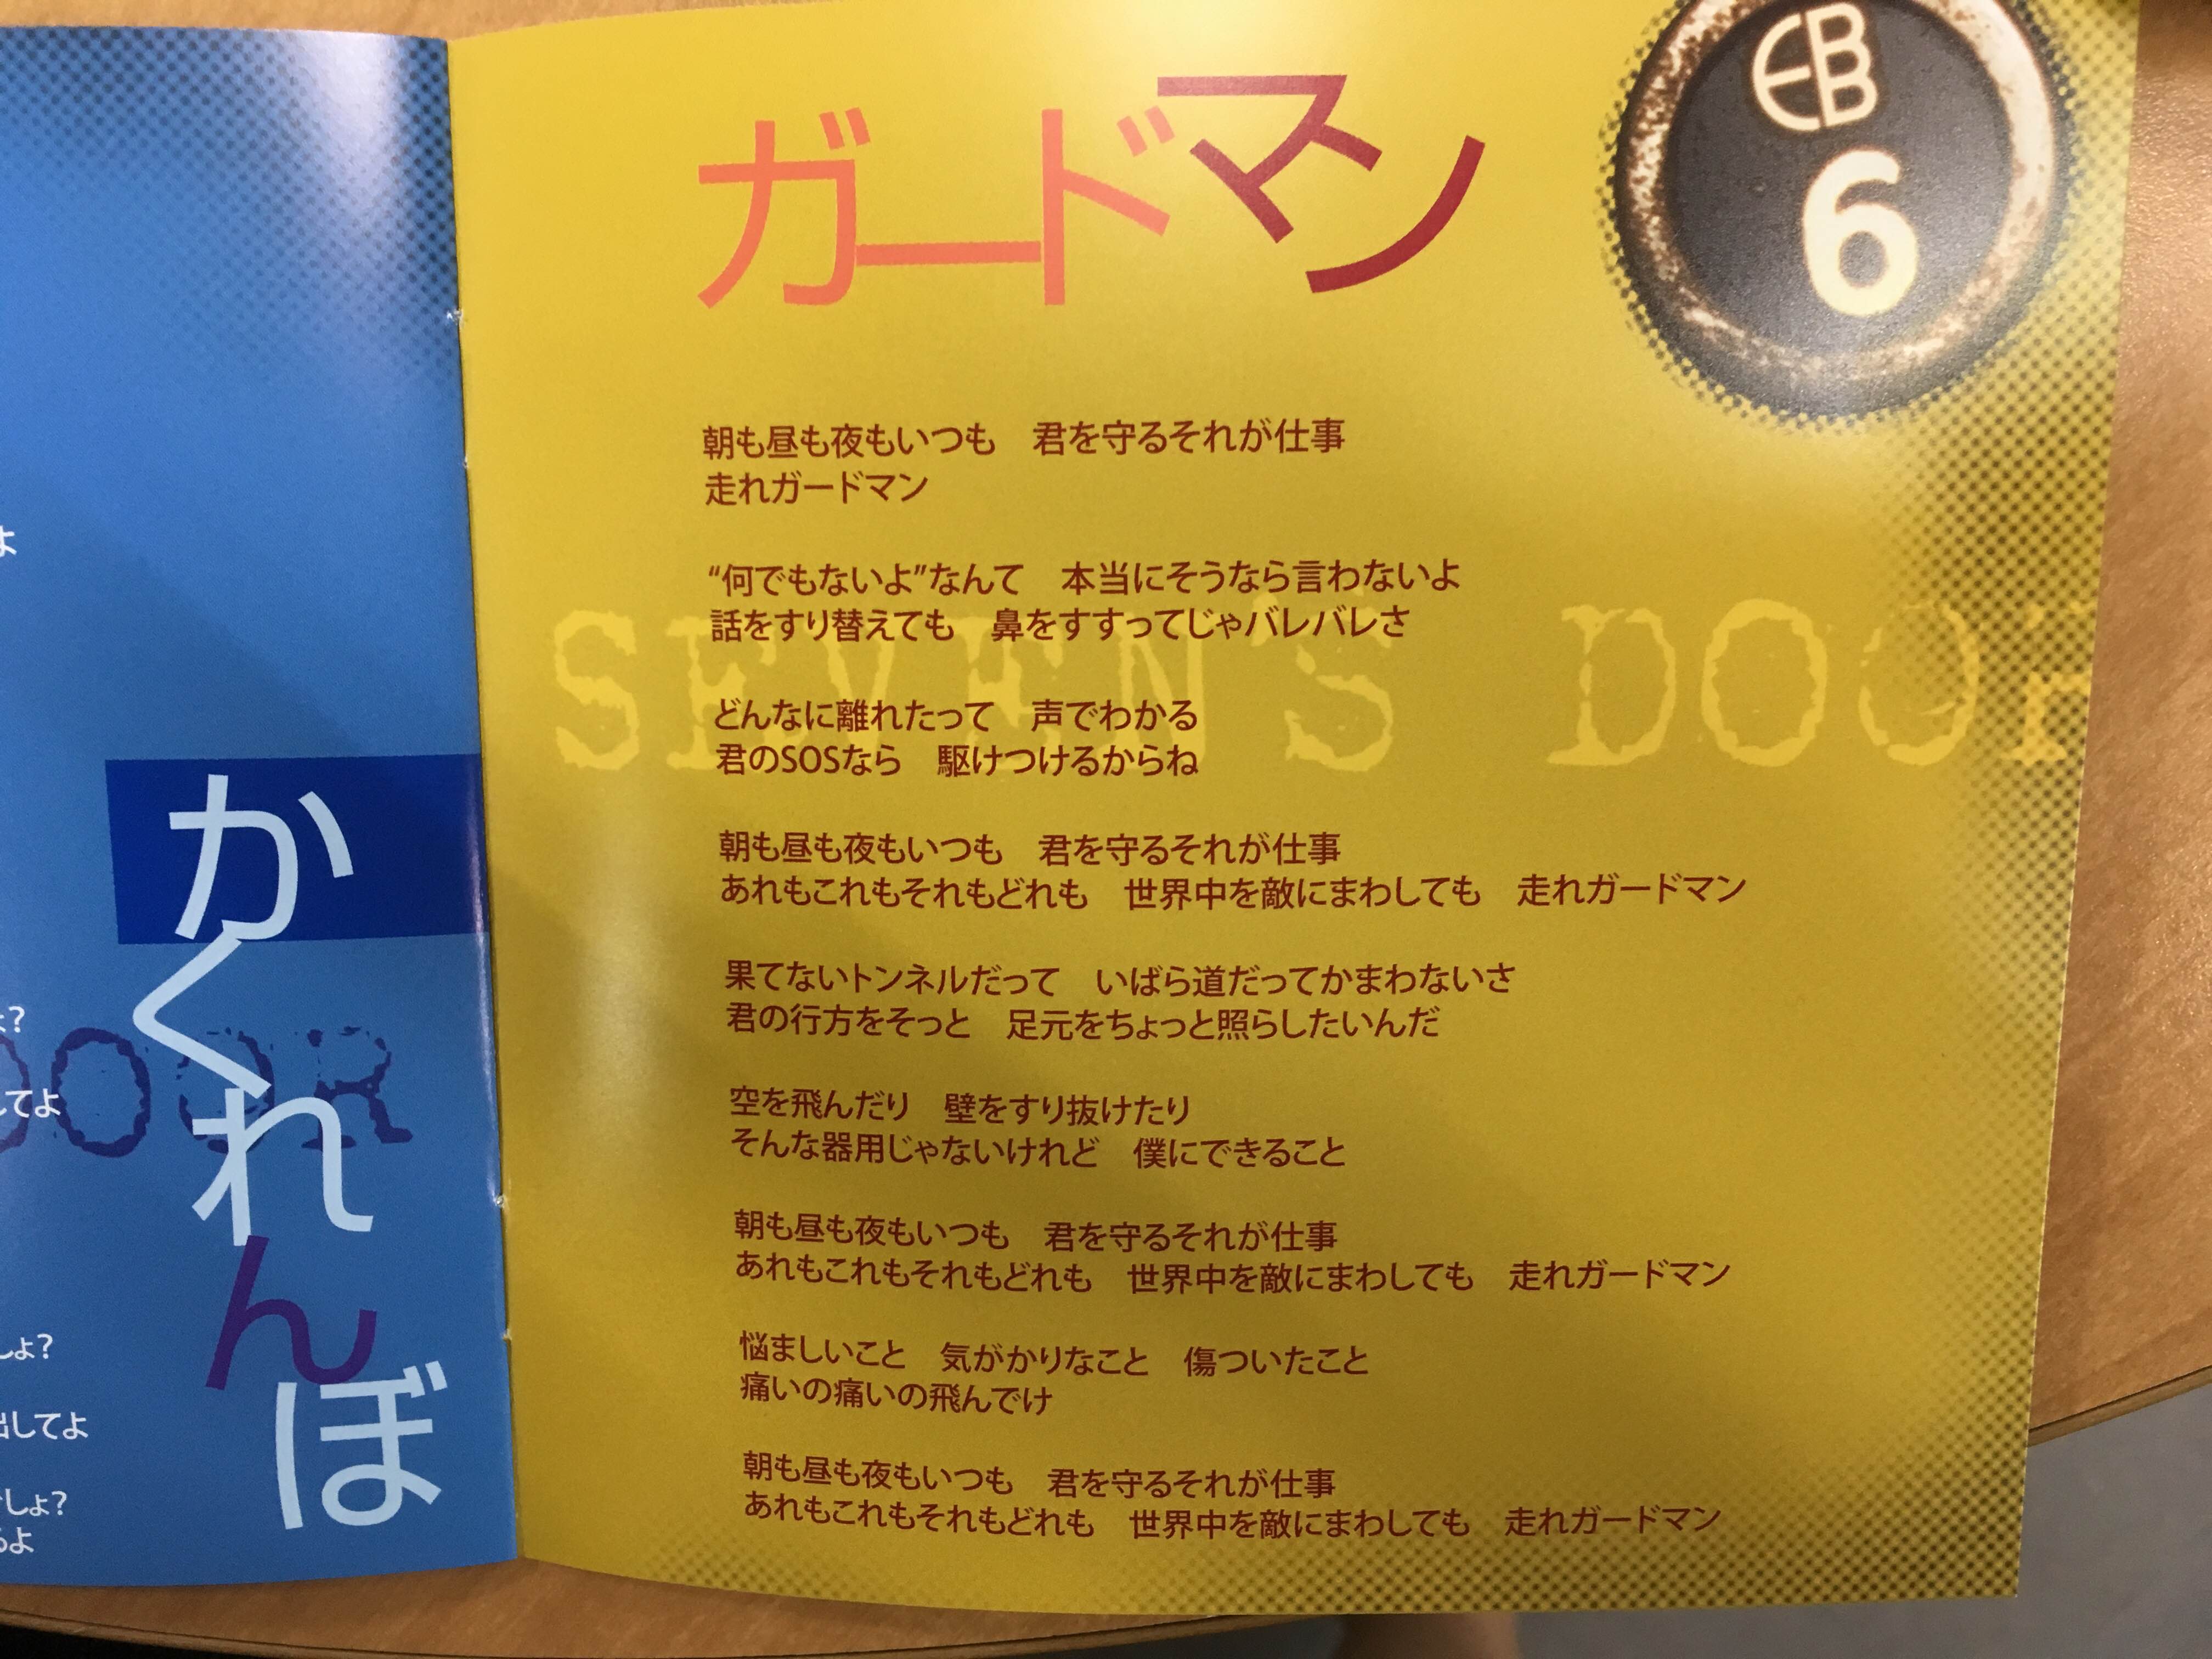 よ
ょ?
してよ
しょ?
出してよ
しょ?
るよ
OOOR
かくれんぼ
ガードマン
EB
6
SEVEN'S DOOR
朝も昼も夜もいつも　君を守るそれが仕事
走れガードマン
“何でもないよ”なんて　本当にそうなら言わないよ
話をすり替えても　鼻をすすってじゃバレバレさ
どんなに離れたって　声でわかる
君のSOSなら　駆けつけるからね
朝も昼も夜もいつも　君を守るそれが仕事
あれもこれもそれもどれも　世界中を敵にまわしても　走れガードマン
果てないトンネルだって　いばら道だってかまわないさ
君の行方をそっと　足元をちょっと照らしたいんだ
空を飛んだり　壁をすり抜けたり
そんな器用じゃないけれど　僕にできること
朝も昼も夜もいつも　君を守るそれが仕事
あれもこれもそれもどれも　世界中を敵にまわしても　走れガードマン
悩ましいこと　気がかりなこと　傷ついたこと
痛いの痛いの飛んでけ
朝も昼も夜もいつも　君を守るそれが仕事
あれもこれもそれもどれも　世界中を敵にまわしても　走れガードマン